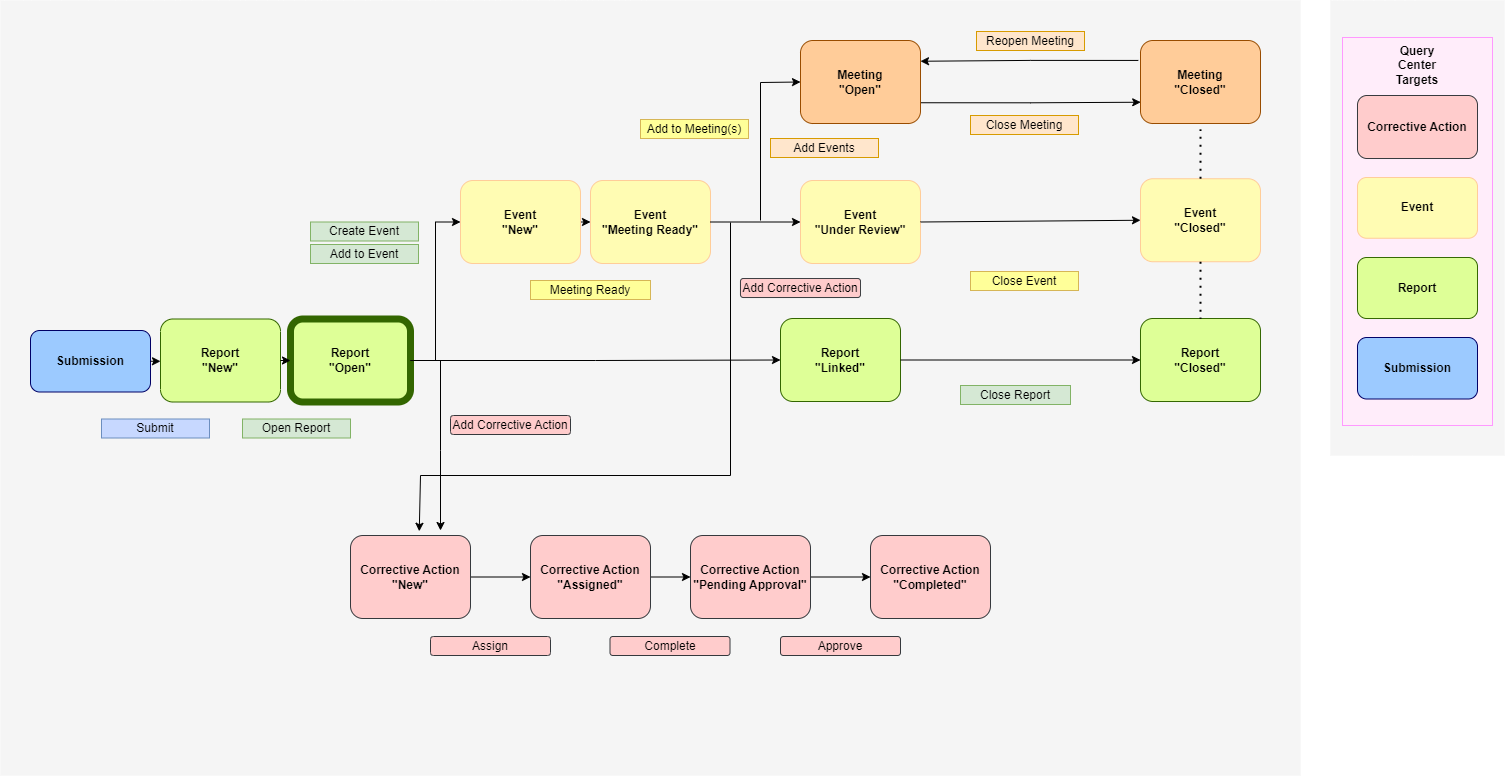 Reopen Meeting
Meeting
"Open"
Meeting
"Closed"
Close Meeting
Add to Meeting(s)
Add Events
Create Event
Add to Event
Event
"New"
Event
"Meeting Ready"
Event
"Under Review"
Event
"Closed"
Meeting Ready
Add Corrective Action
Close Event
Submission
Report
"New"
Report
"Open"
Report
"Linked"
Report
"Closed"
Submit
Open Report
Add Corrective Action
Close Report
Corrective Action
"New"
Corrective Action
"Assigned"
Corrective Action
"Pending Approval"
Corrective Action
"Completed"
Assign
Complete
Approve
Query
Center
Targets
Corrective Action
Event
Report
Submission